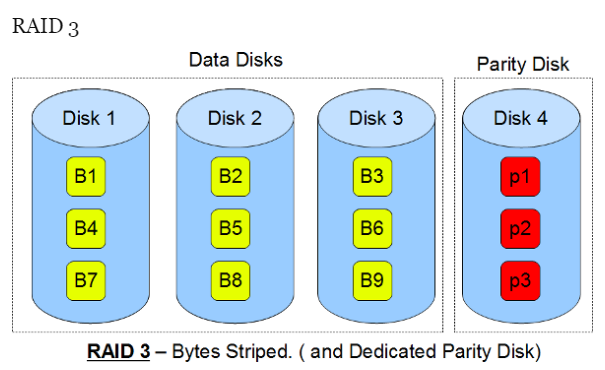 RAID 3
Data Disks
Parity Disk
Disk 1 Disk 2 Disk 3 Disk 4
B1 B2 B3 p1
B4 B5 B6 p2
B7 B8 B9 p3
RAID 3 – Bytes Striped. ( and Dedicated Parity Disk)